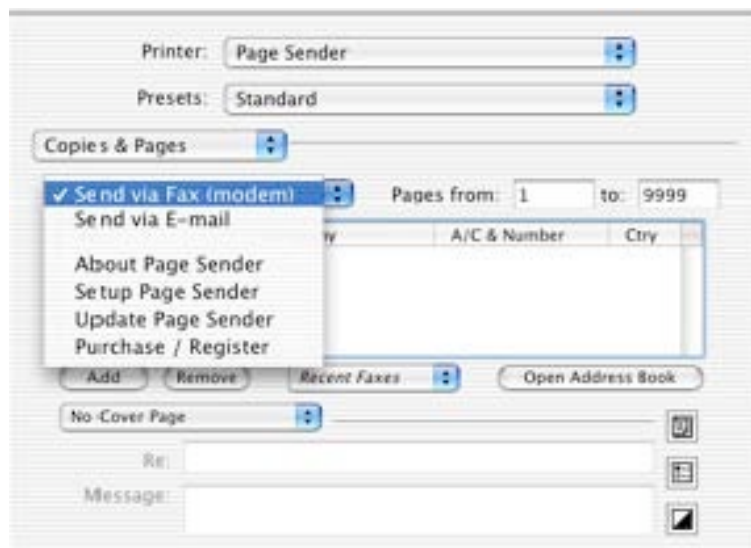 Printer: Page Sender
Presets: Standard
Copies & Pages
✓ Send via Fax (modem) Pages from: 1 to: 9999
Send via E-mail
A/C & Number Ctry
About Page Sender
Setup Page Sender
Update Page Sender
Purchase / Register
Add Remove Recent Faxes Open Address Book
No Cover Page
Re:
Message: